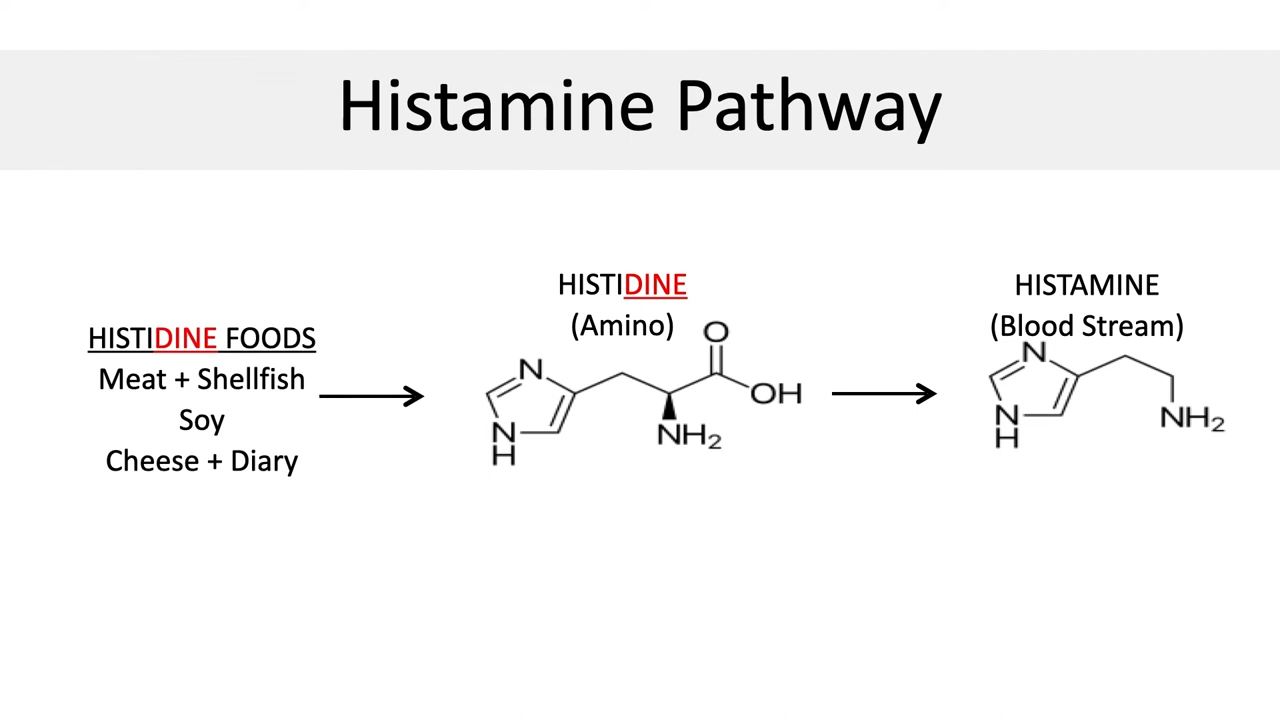 Histamine Pathway
HISTIDINE FOODS
Meat + Shellfish
Soy
Cheese + Diary
HISTIDINE
(Amino)
O
N
OH
NH₂
N
H
HISTAMINE
(Blood Stream)
N
NH₂
N
H